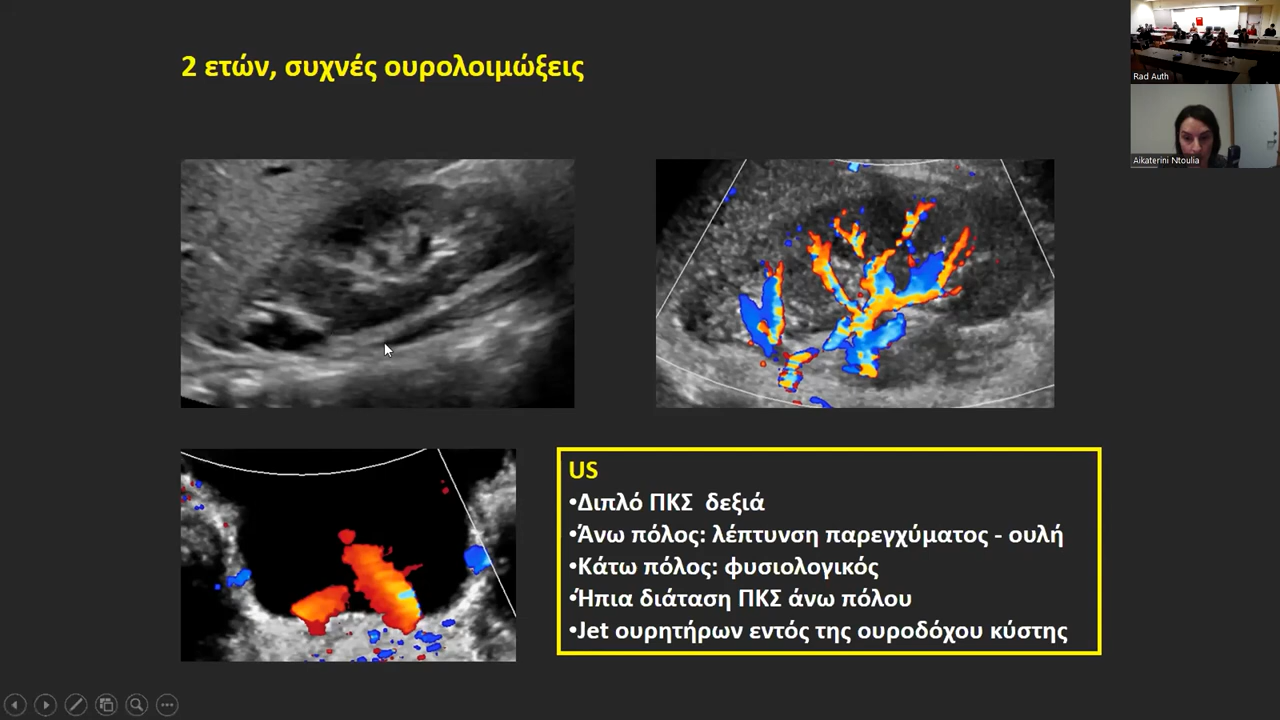 2 ετών, συχνές ουρολοιμώξεις
Rad Auth
Aikaterini Ntoulia
US
•Διπλό ΠΚΣ δεξιά
•Άνω πόλος: λέπτυνση παρεγχύματος - ουλή
•Κάτω πόλος: φυσιολογικός
•Ήπια διάταση ΠΚΣ άνω πόλου
•Jet ουρητήρων εντός της ουροδόχου κύστης